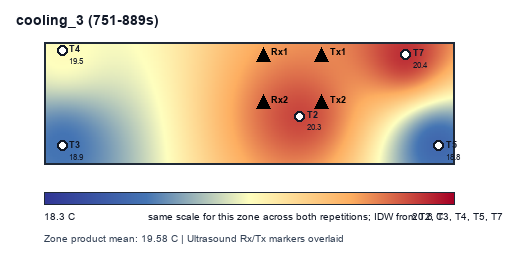 cooling_3 (751-889s)
T4
19.5
Rx1
Tx1
T7
20.4
Rx2
Tx2
T2
20.3
T3
18.9
T5
18.8
18.3 C
same scale for this zone across both repetitions; IDW from T2, T3, T4, T5, T7
Zone product mean: 19.58 C | Ultrasound Rx/Tx markers overlaid